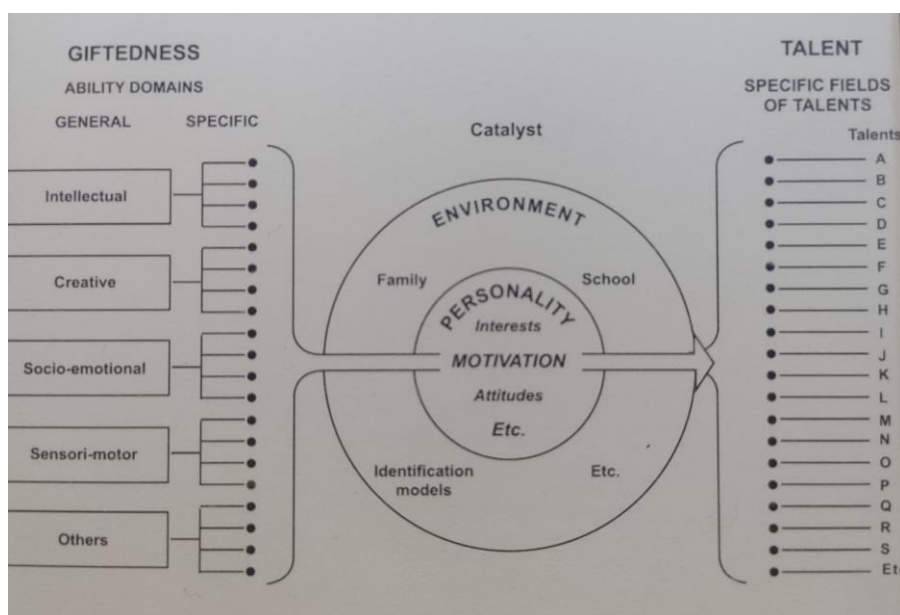 GIFTEDNESS
ABILITY DOMAINS
GENERAL
SPECIFIC
Intellectual
Creative
Socio-emotional
Sensori-motor
Others
Catalyst
ENVIRONMENT
Family
School
PERSONALITY
Interests
MOTIVATION
Attitudes
Etc.
Identification
models
Etc.
TALENT
SPECIFIC FIELDS
OF TALENTS
Talents
A
B
C
D
E
F
G
H
I
J
K
L
M
N
O
P
Q
R
S
Etc